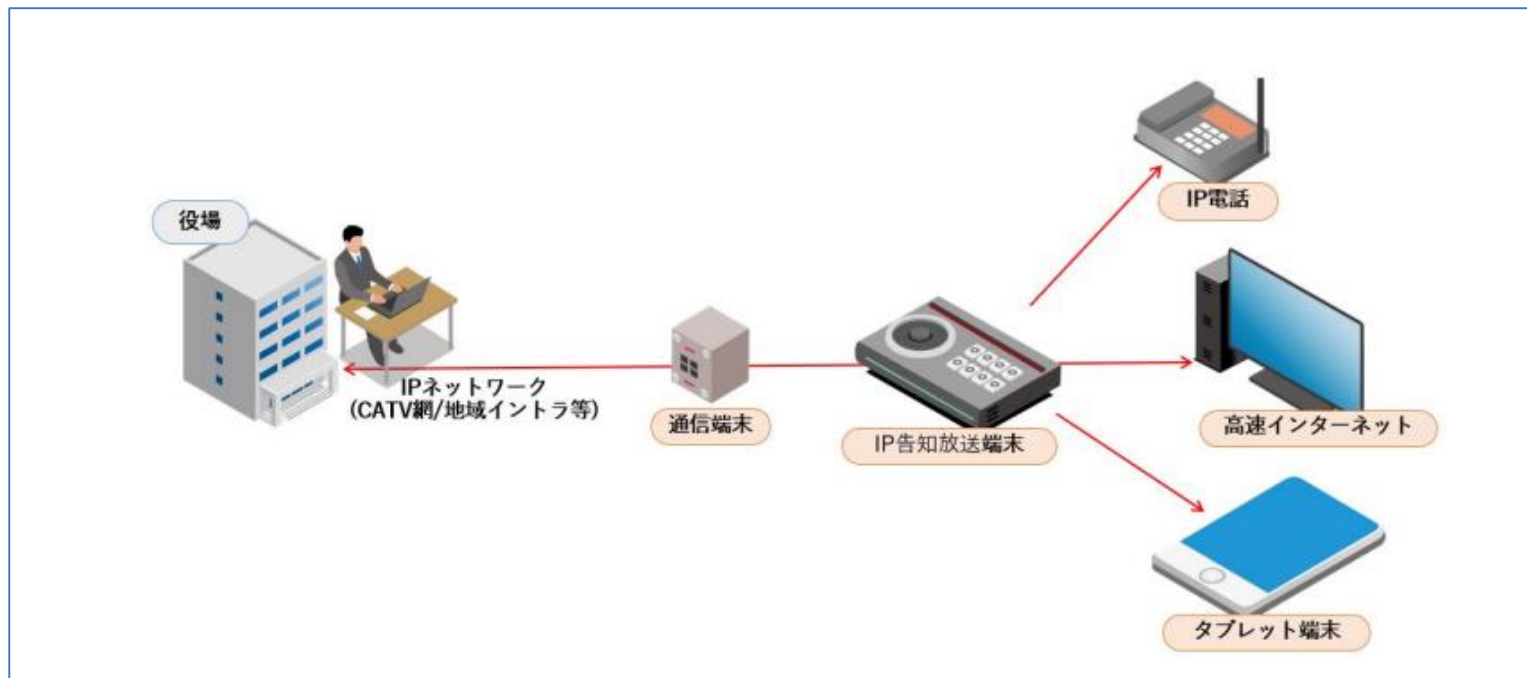 役場
IPネットワーク
(CATV網/地域イントラ等)
通信端末
IP告知放送端末
IP電話
高速インターネット
タブレット端末